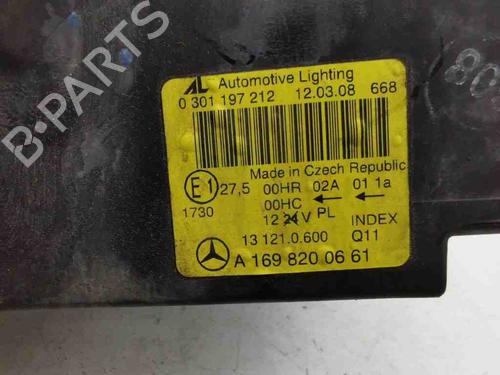 AL Automotive Lighting
0 301 197 212 12.03.08 668
Made in Czech Republic
E1 27,5 00HR 02A 01 1a
00HC ← ←
1730 12 24 V PL INDEX
13 121.0.600 Q11
A 169 820 06 61
80
B-PARTS